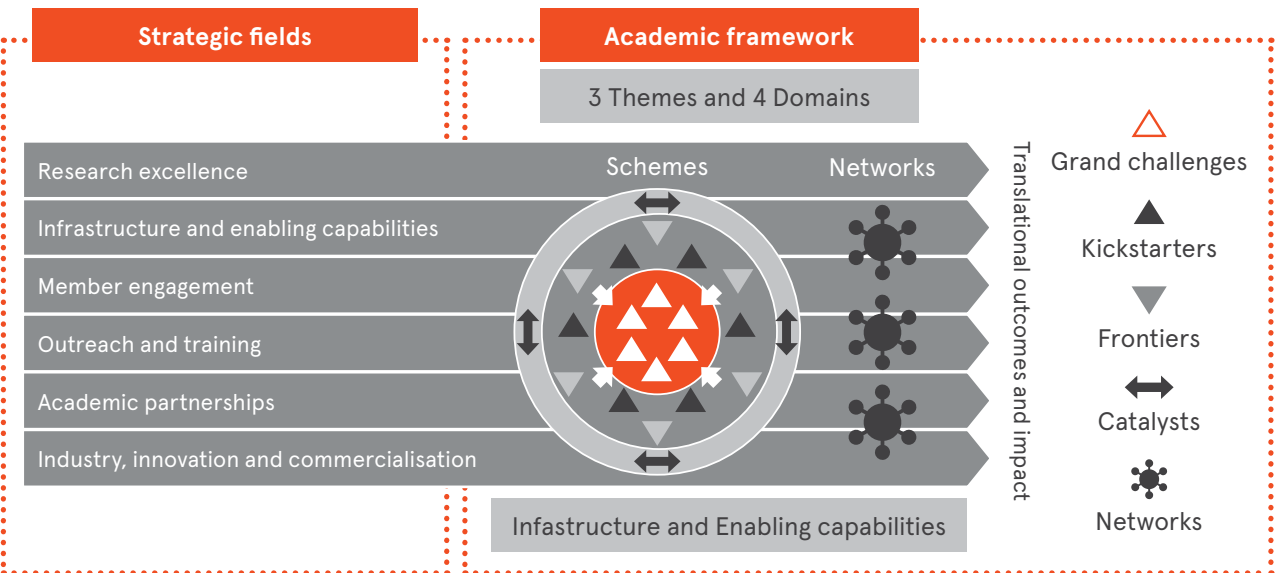 Strategic fields
Academic framework
3 Themes and 4 Domains
Research excellence
Infrastructure and enabling capabilities
Member engagement
Outreach and training
Academic partnerships
Industry, innovation and commercialisation
Schemes
Networks
Translational outcomes and impact
Infastructure and Enabling capabilities
Grand challenges
Kickstarters
Frontiers
Catalysts
Networks